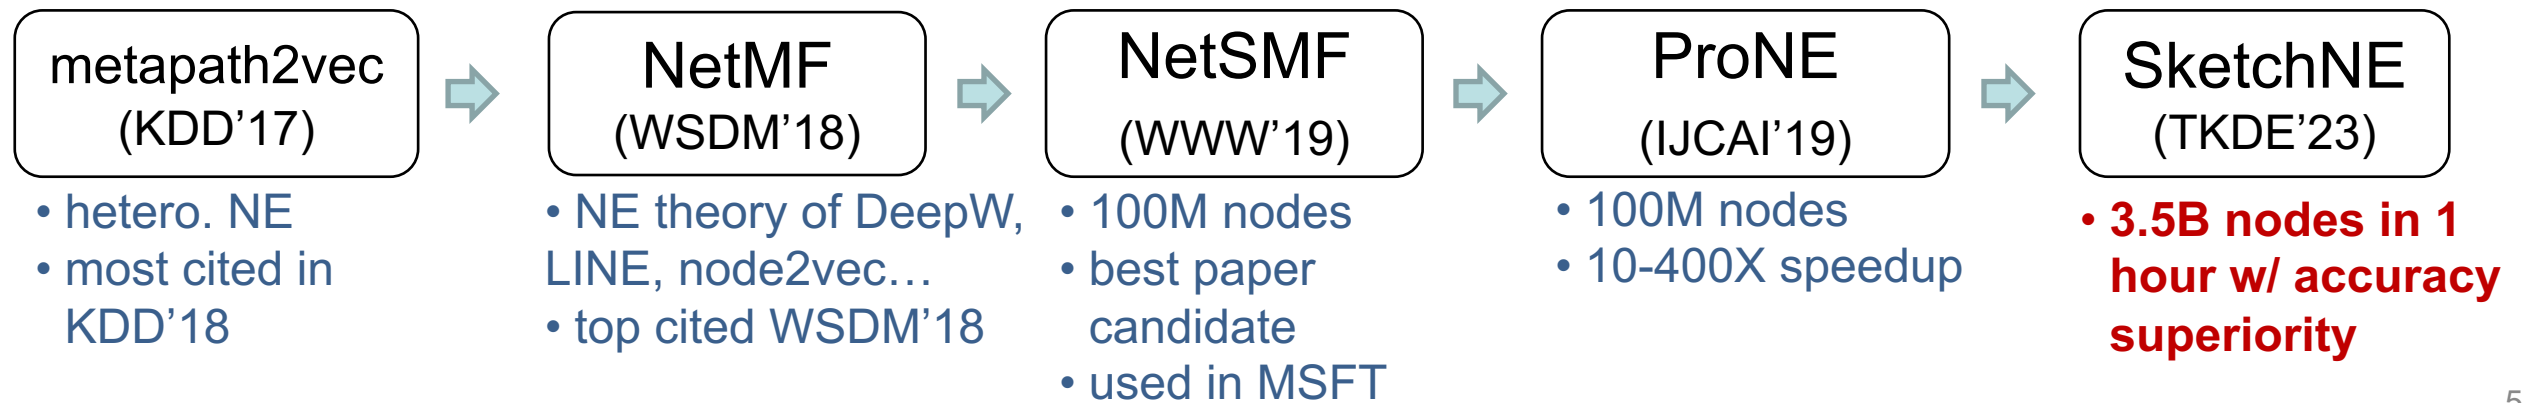 metapath2vec
(KDD’17)
• hetero. NE
• most cited in
KDD’18
NetMF
(WSDM’18)
• NE theory of DeepW,
LINE, node2vec…
• top cited WSDM’18
NetSMF
(WWW’19)
• 100M nodes
• best paper
candidate
• used in MSFT
ProNE
(IJCAI’19)
• 100M nodes
• 10-400X speedup
SketchNE
(TKDE’23)
• 3.5B nodes in 1
hour w/ accuracy
superiority
5